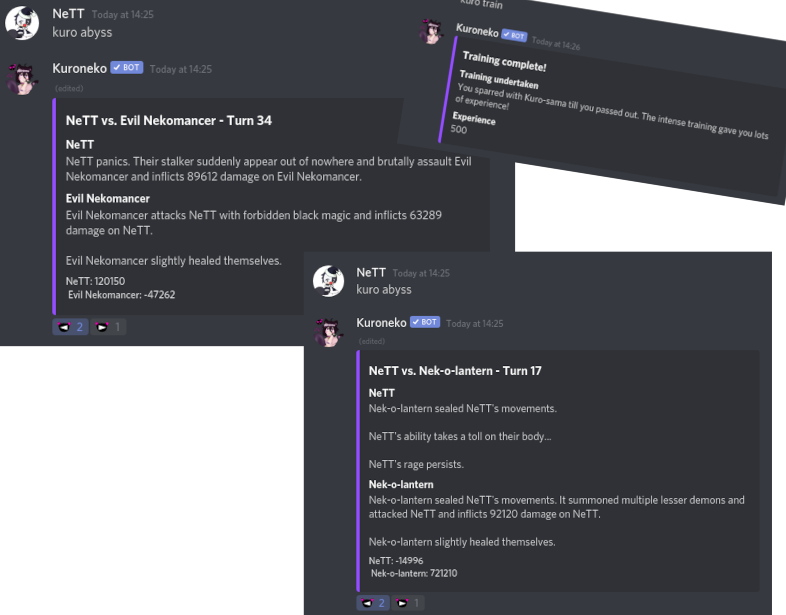 NeTT Today at 14:25
kuro abyss
Kuroneko ✔ BOT Today at 14:25
(edited)
NeTT vs. Evil Nekomancer - Turn 34
NeTT
NeTT panics. Their stalker suddenly appear out of nowhere and brutally assault Evil
Nekomancer and inflicts 89612 damage on Evil Nekomancer.
Evil Nekomancer
Evil Nekomancer attacks NeTT with forbidden black magic and inflicts 63289
damage on NeTT.
Evil Nekomancer slightly healed themselves.
NeTT: 120150
Evil Nekomancer: -47262
2 1
kuro train
Kuroneko ✔ BOT Today at 14:26
Training complete!
Training undertaken
You sparred with Kuro-sama till you passed out. The intense training gave you lots
of experience!
Experience
500
NeTT Today at 14:25
kuro abyss
Kuroneko ✔ BOT Today at 14:25
(edited)
NeTT vs. Nek-o-lantern - Turn 17
NeTT
Nek-o-lantern sealed NeTT's movements.
NeTT's ability takes a toll on their body...
NeTT's rage persists.
Nek-o-lantern
Nek-o-lantern sealed NeTT's movements. It summoned multiple lesser demons and
attacked NeTT and inflicts 92120 damage on NeTT.
Nek-o-lantern slightly healed themselves.
NeTT: -14996
Nek-o-lantern: 721210
2 1